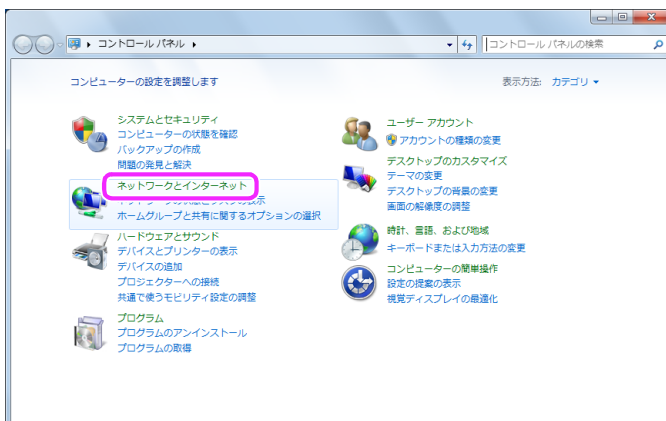 コントロール パネル
コントロール パネルの検索
コンピューターの設定を調整します
表示方法: カテゴリ
システムとセキュリティ
コンピューターの状態を確認
バックアップの作成
問題の発見と解決
ネットワークとインターネット
ホームグループと共有に関するオプションの選択
ハードウェアとサウンド
デバイスとプリンターの表示
デバイスの追加
プロジェクターへの接続
共通で使うモビリティ設定の調整
プログラム
プログラムのアンインストール
プログラムの取得
ユーザー アカウント
アカウントの種類の変更
デスクトップのカスタマイズ
テーマの変更
デスクトップの背景の変更
画面の解像度の調整
時計、言語、および地域
キーボードまたは入力方法の変更
コンピューターの簡単操作
設定の提案の表示
視覚ディスプレイの最適化